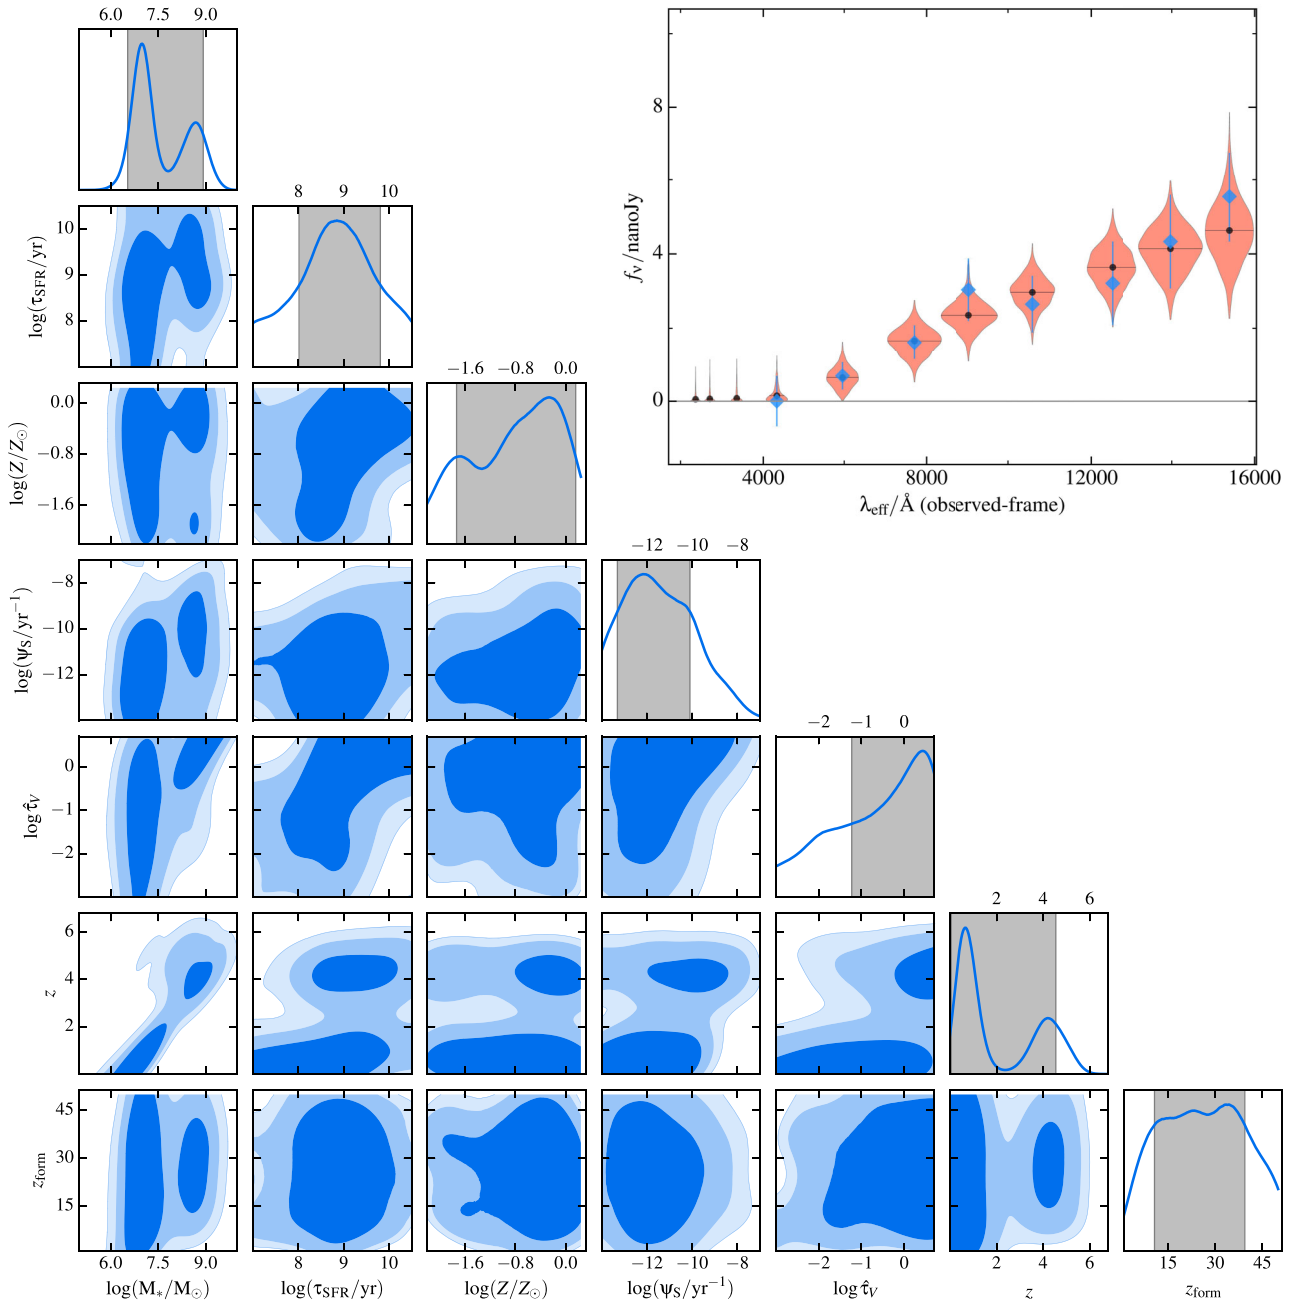 6.0 7.5 9.0
8
4
0
f_ν/nanoJy
4000 8000 12000 16000
λ_eff/Å (observed-frame)
8 9 10
10
9
8
log(τ_SFR/yr)
−1.6 −0.8 0.0
0.0
−0.8
−1.6
log(Z/Z_⊙)
−12 −10 −8
−8
−10
−12
log(ψ_S/yr^−1)
−2 −1 0
0
−1
−2
log τ̂_V
2 4 6
6
4
2
z
45
30
15
z_form
6.0 7.5 9.0
8 9 10
−1.6 −0.8 0.0
−12 −10 −8
−2 −1 0
2 4 6
15 30 45
log(M_*/M_⊙)
log(τ_SFR/yr)
log(Z/Z_⊙)
log(ψ_S/yr^−1)
log τ̂_V
z
z_form